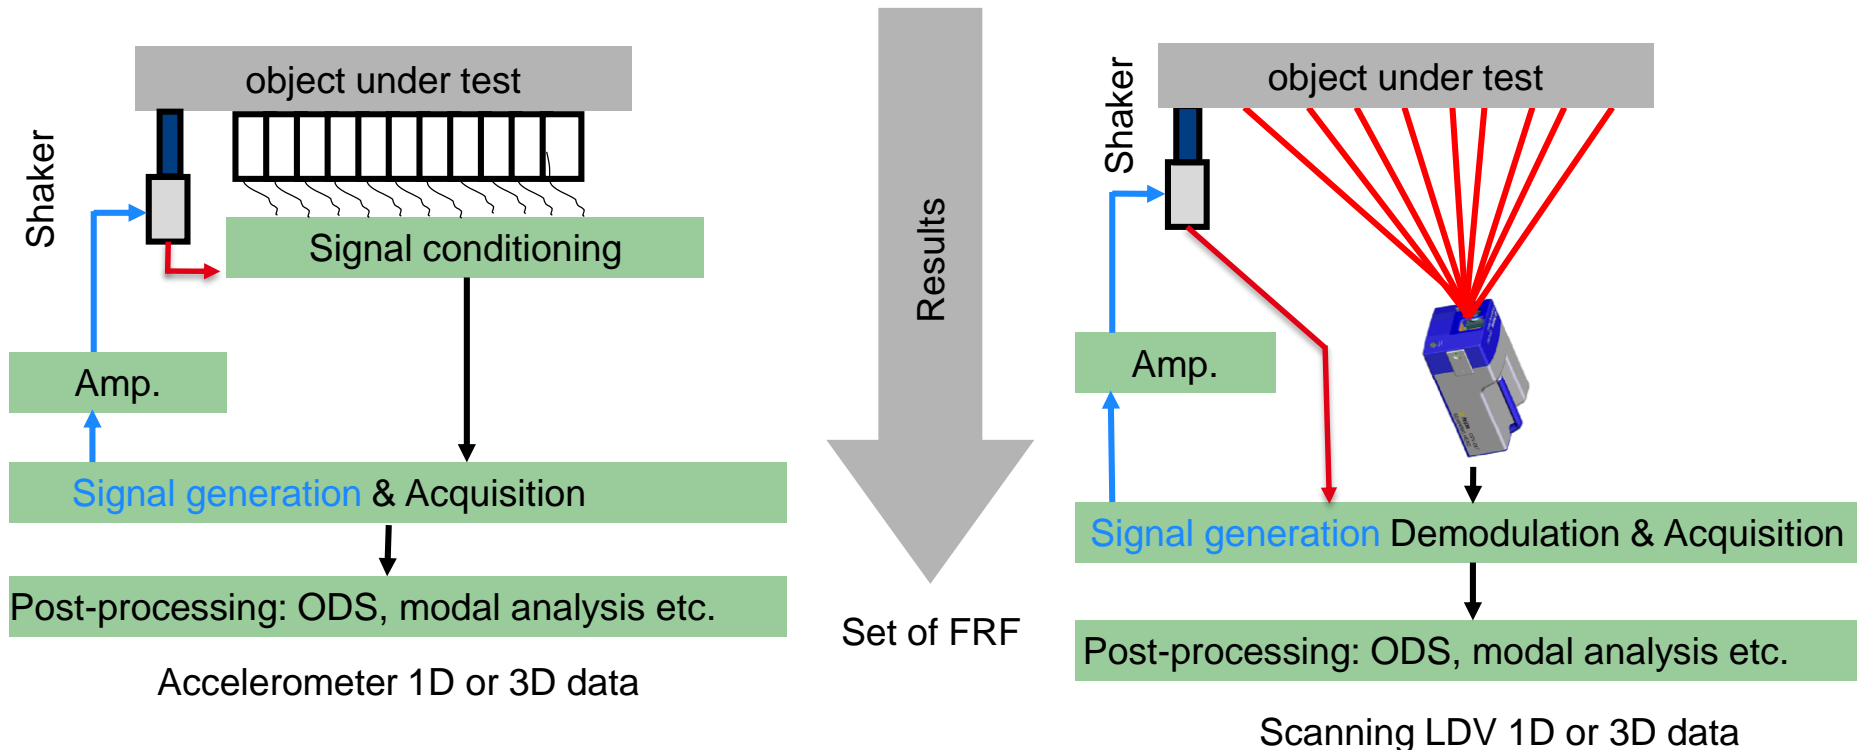 object under test
Shaker
Signal conditioning
Amp.
Signal generation & Acquisition
Post-processing: ODS, modal analysis etc.
Accelerometer 1D or 3D data
Results
Set of FRF
object under test
Shaker
Amp.
Signal generation Demodulation & Acquisition
Post-processing: ODS, modal analysis etc.
Scanning LDV 1D or 3D data